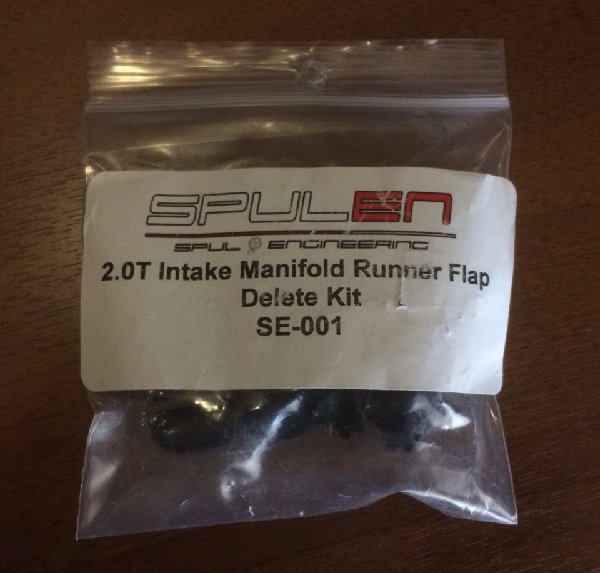 SPULEN
SPUL ENGINEERING
2.0T Intake Manifold Runner Flap
Delete Kit
SE-001